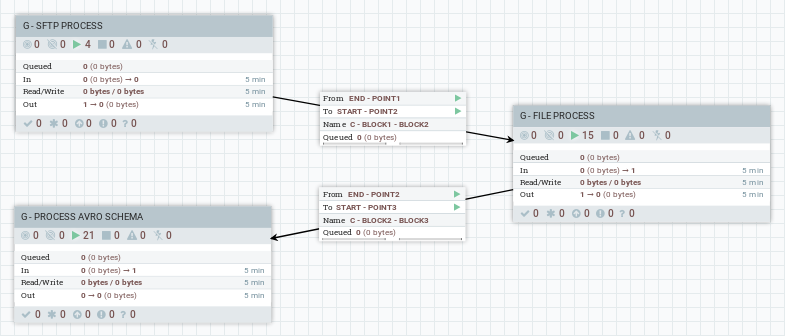 G - SFTP PROCESS
0 0 4 0 0 0
Queued 0 (0 bytes)
In 0 (0 bytes) → 0 5 min
Read/Write 0 bytes / 0 bytes 5 min
Out 1 → 0 (0 bytes) 5 min
0 0 0 0 ? 0
From END - POINT1
To START - POINT2
Name C - BLOCK1 - BLOCK2
Queued 0 (0 bytes)
G - FILE PROCESS
0 0 15 0 0 0
Queued 0 (0 bytes)
In 0 (0 bytes) → 1 5 min
Read/Write 0 bytes / 0 bytes 5 min
Out 1 → 0 (0 bytes) 5 min
0 0 0 0 ? 0
From END - POINT2
To START - POINT3
Name C - BLOCK2 - BLOCK3
Queued 0 (0 bytes)
G - PROCESS AVRO SCHEMA
0 0 21 0 0 0
Queued 0 (0 bytes)
In 0 (0 bytes) → 1 5 min
Read/Write 0 bytes / 0 bytes 5 min
Out 0 → 0 (0 bytes) 5 min
0 0 0 0 ? 0